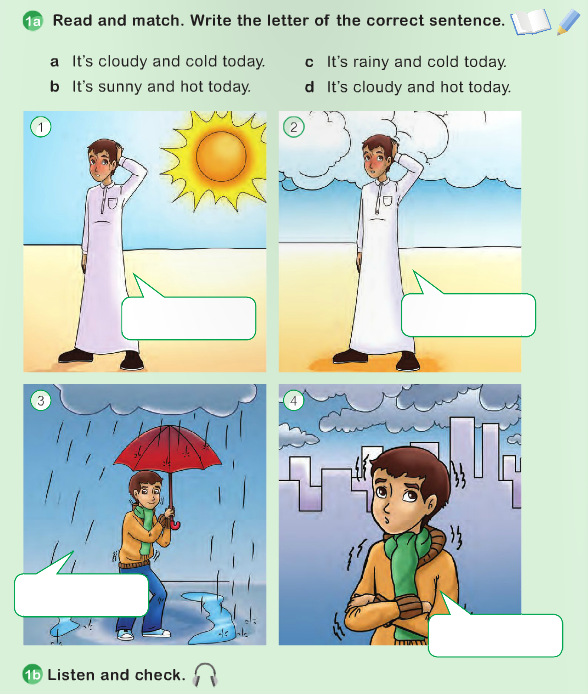 1a Read and match. Write the letter of the correct sentence.
a It's cloudy and cold today.
c It's rainy and cold today.
b It's sunny and hot today.
d It's cloudy and hot today.
1
2
3
4
1b Listen and check.